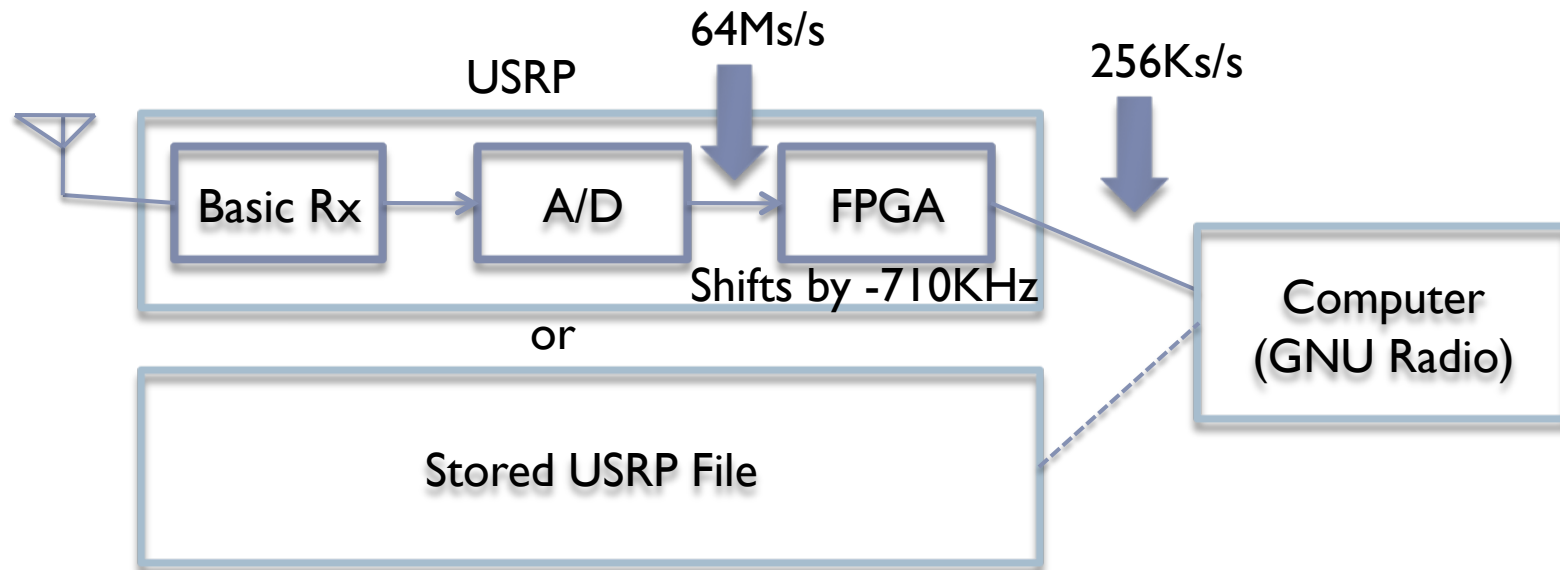 64Ms/s
256Ks/s
USRP
Basic Rx
A/D
FPGA
Shifts by -710KHz
Computer
(GNU Radio)
or
Stored USRP File